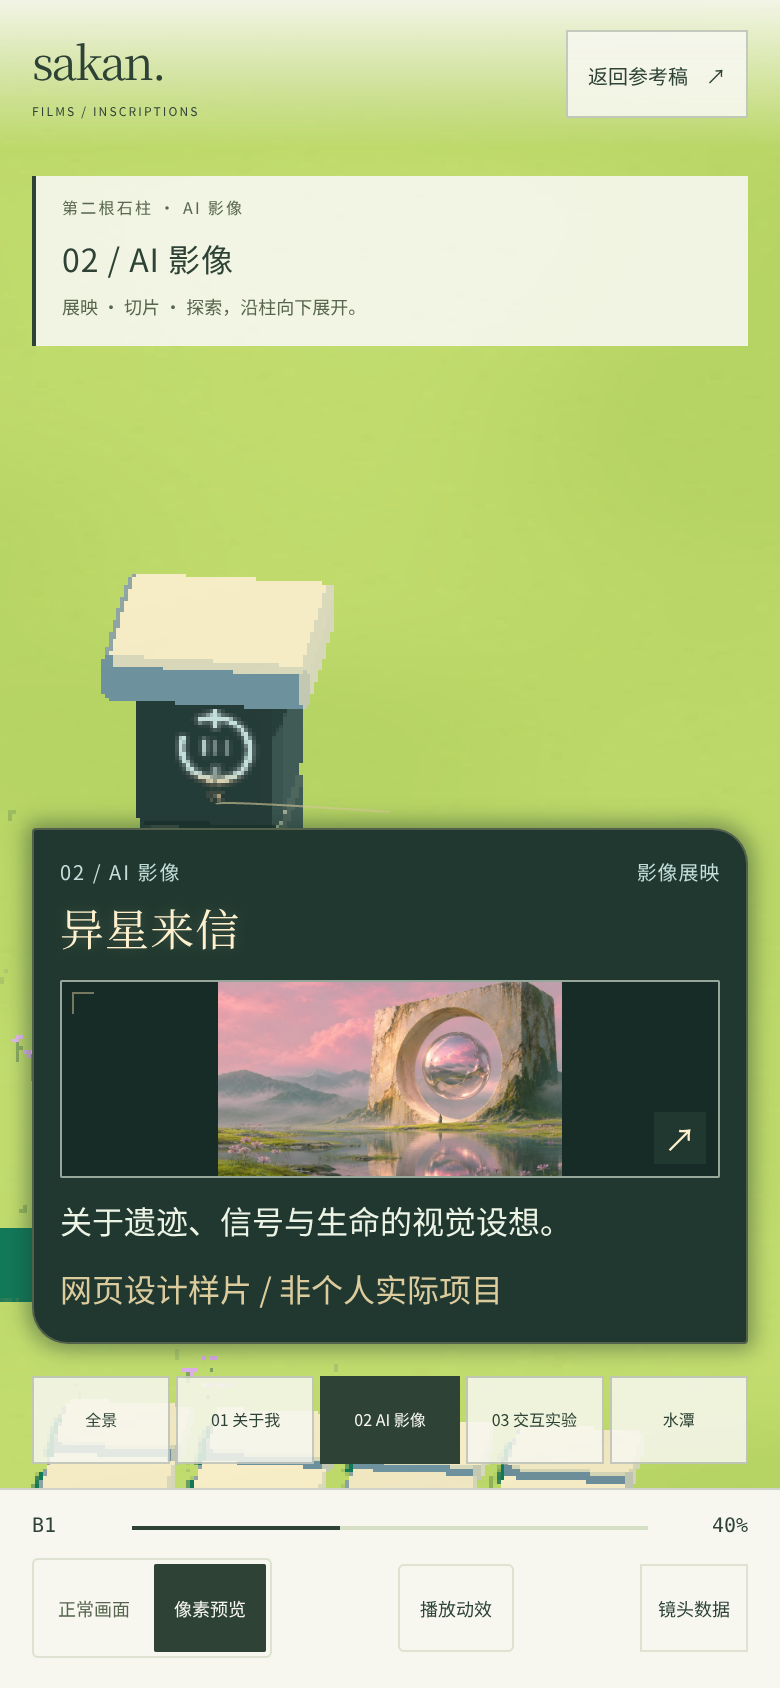 sakan.
FILMS / INSCRIPTIONS
返回参考稿 ↗
第二根石柱 · AI 影像
02 / AI 影像
展映 · 切片 · 探索，沿柱向下展开。
02 / AI 影像
影像展映
异星来信
关于遗迹、信号与生命的视觉设想。
网页设计样片 / 非个人实际项目
全景
01 关于我
02 AI 影像
03 交互实验
水潭
B1
40%
正常画面
像素预览
播放动效
镜头数据